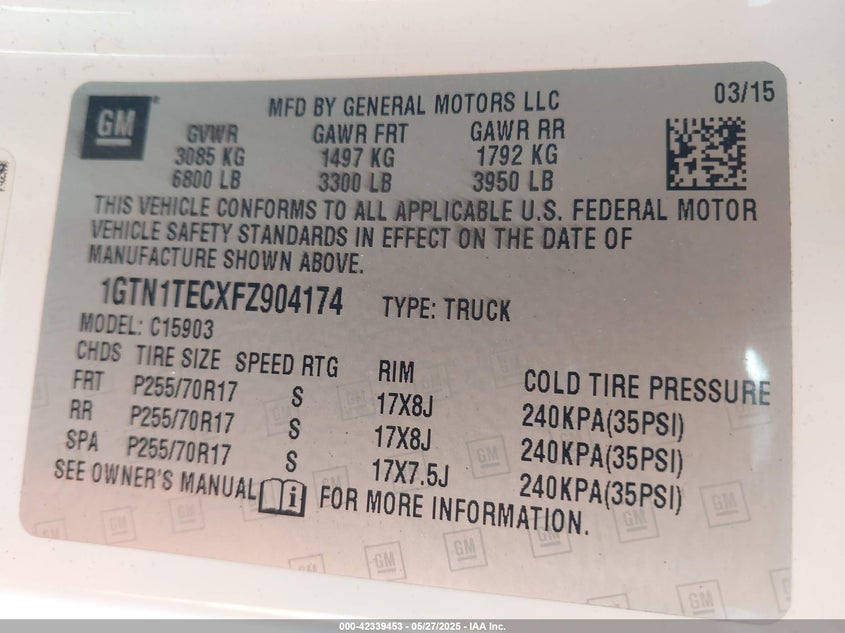 GM
MFD BY GENERAL MOTORS LLC
03/15
GVWR GAWR FRT GAWR RR
3085 KG 1497 KG 1792 KG
6800 LB 3300 LB 3950 LB
THIS VEHICLE CONFORMS TO ALL APPLICABLE U.S. FEDERAL MOTOR
VEHICLE SAFETY STANDARDS IN EFFECT ON THE DATE OF
MANUFACTURE SHOWN ABOVE.
1GTN1TECXFZ904174 TYPE: TRUCK
MODEL: C15903
CHDS TIRE SIZE SPEED RTG RIM COLD TIRE PRESSURE
FRT P255/70R17 S 17X8J 240KPA(35PSI)
RR P255/70R17 S 17X8J 240KPA(35PSI)
SPA P255/70R17 S 17X7.5J 240KPA(35PSI)
SEE OWNER'S MANUAL i FOR MORE INFORMATION.
000-42339453 - 05/27/2025 - IAA Inc.